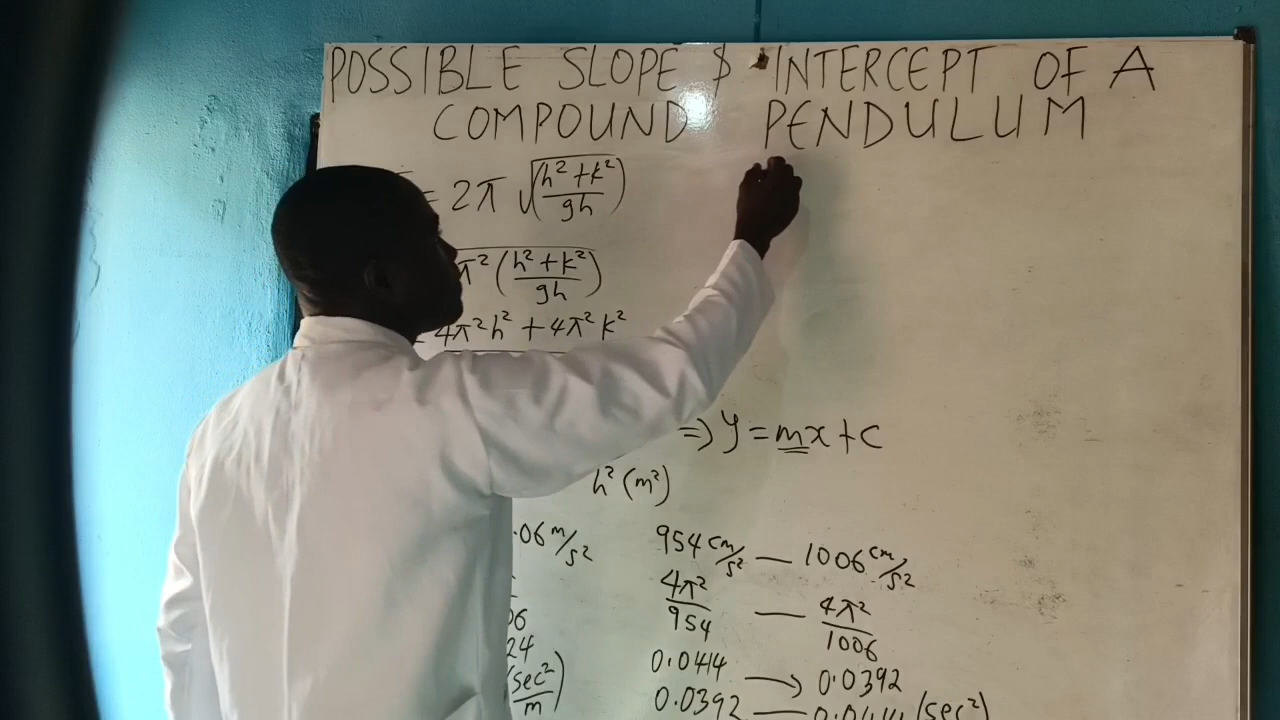 POSSIBLE SLOPE $ INTERCEPT OF A
COMPOUND PENDULUM
= 2π √((h² + k²)/gh)
π² ((h² + k²)/gh)
= 4π²h² + 4π²k²
=> y = mx + c
h² (m²)
.06 m/s² 954 cm/s² — 1006 cm/s²
4π²/954 — 4π²/1006
06
24 0.0414 → 0.0392
(sec²/m) 0.0392 — 0.0414 (sec²)